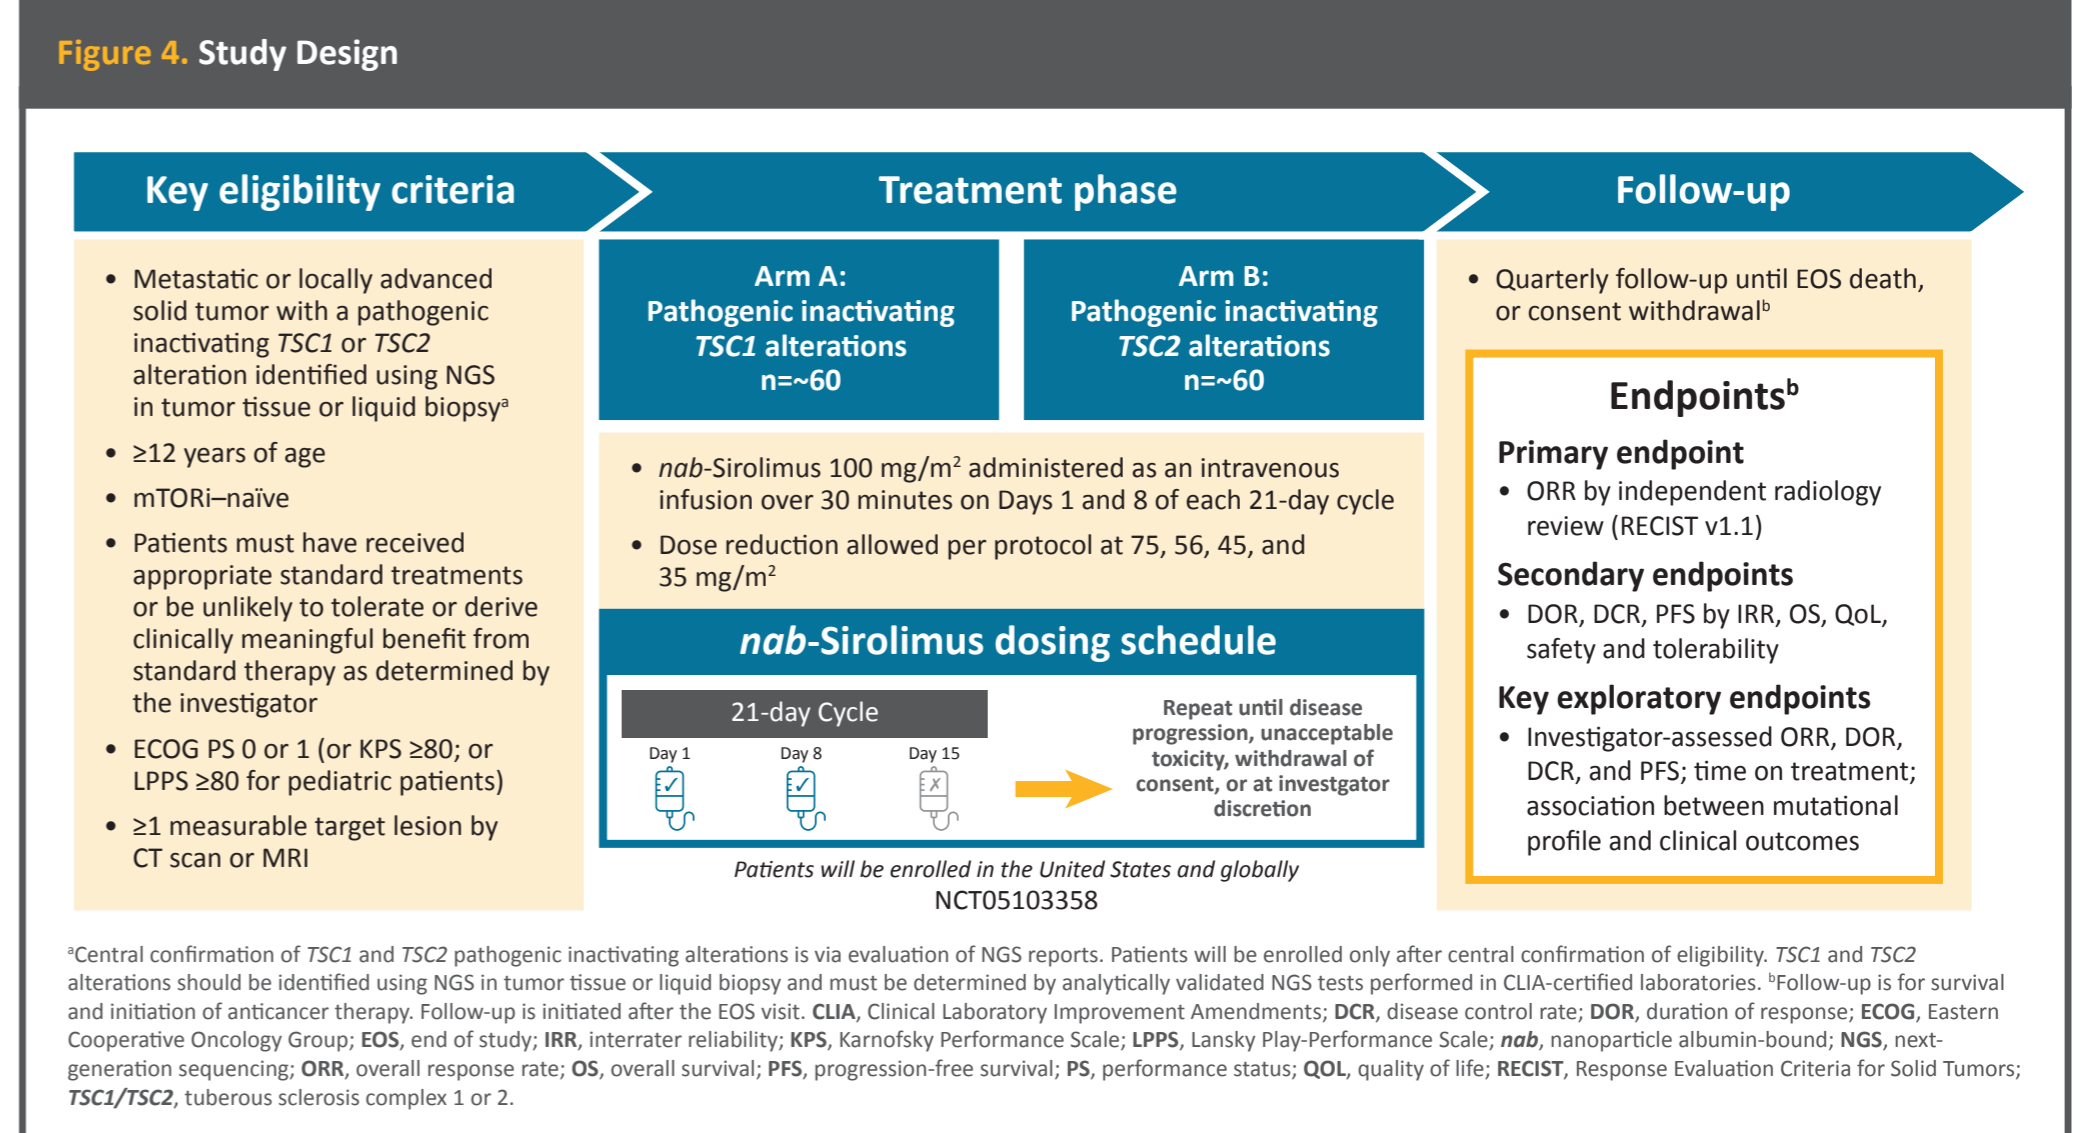 Figure 4. Study Design
Key eligibility criteria
• Metastatic or locally advanced
solid tumor with a pathogenic
inactivating TSC1 or TSC2
alteration identified using NGS
in tumor tissue or liquid biopsyᵃ
• ≥12 years of age
• mTORi–naïve
• Patients must have received
appropriate standard treatments
or be unlikely to tolerate or derive
clinically meaningful benefit from
standard therapy as determined by
the investigator
• ECOG PS 0 or 1 (or KPS ≥80; or
LPPS ≥80 for pediatric patients)
• ≥1 measurable target lesion by
CT scan or MRI
Treatment phase
Arm A:
Pathogenic inactivating
TSC1 alterations
n=~60
Arm B:
Pathogenic inactivating
TSC2 alterations
n=~60
• nab-Sirolimus 100 mg/m² administered as an intravenous
infusion over 30 minutes on Days 1 and 8 of each 21-day cycle
• Dose reduction allowed per protocol at 75, 56, 45, and
35 mg/m²
nab-Sirolimus dosing schedule
21-day Cycle
Day 1
Day 8
Day 15
Repeat until disease
progression, unacceptable
toxicity, withdrawal of
consent, or at investgator
discretion
Patients will be enrolled in the United States and globally
NCT05103358
Follow-up
• Quarterly follow-up until EOS death,
or consent withdrawalᵇ
Endpointsᵇ
Primary endpoint
• ORR by independent radiology
review (RECIST v1.1)
Secondary endpoints
• DOR, DCR, PFS by IRR, OS, QoL,
safety and tolerability
Key exploratory endpoints
• Investigator-assessed ORR, DOR,
DCR, and PFS; time on treatment;
association between mutational
profile and clinical outcomes
ᵃCentral confirmation of TSC1 and TSC2 pathogenic inactivating alterations is via evaluation of NGS reports. Patients will be enrolled only after central confirmation of eligibility. TSC1 and TSC2
alterations should be identified using NGS in tumor tissue or liquid biopsy and must be determined by analytically validated NGS tests performed in CLIA-certified laboratories. ᵇFollow-up is for survival
and initiation of anticancer therapy. Follow-up is initiated after the EOS visit. CLIA, Clinical Laboratory Improvement Amendments; DCR, disease control rate; DOR, duration of response; ECOG, Eastern
Cooperative Oncology Group; EOS, end of study; IRR, interrater reliability; KPS, Karnofsky Performance Scale; LPPS, Lansky Play-Performance Scale; nab, nanoparticle albumin-bound; NGS, next-
generation sequencing; ORR, overall response rate; OS, overall survival; PFS, progression-free survival; PS, performance status; QOL, quality of life; RECIST, Response Evaluation Criteria for Solid Tumors;
TSC1/TSC2, tuberous sclerosis complex 1 or 2.